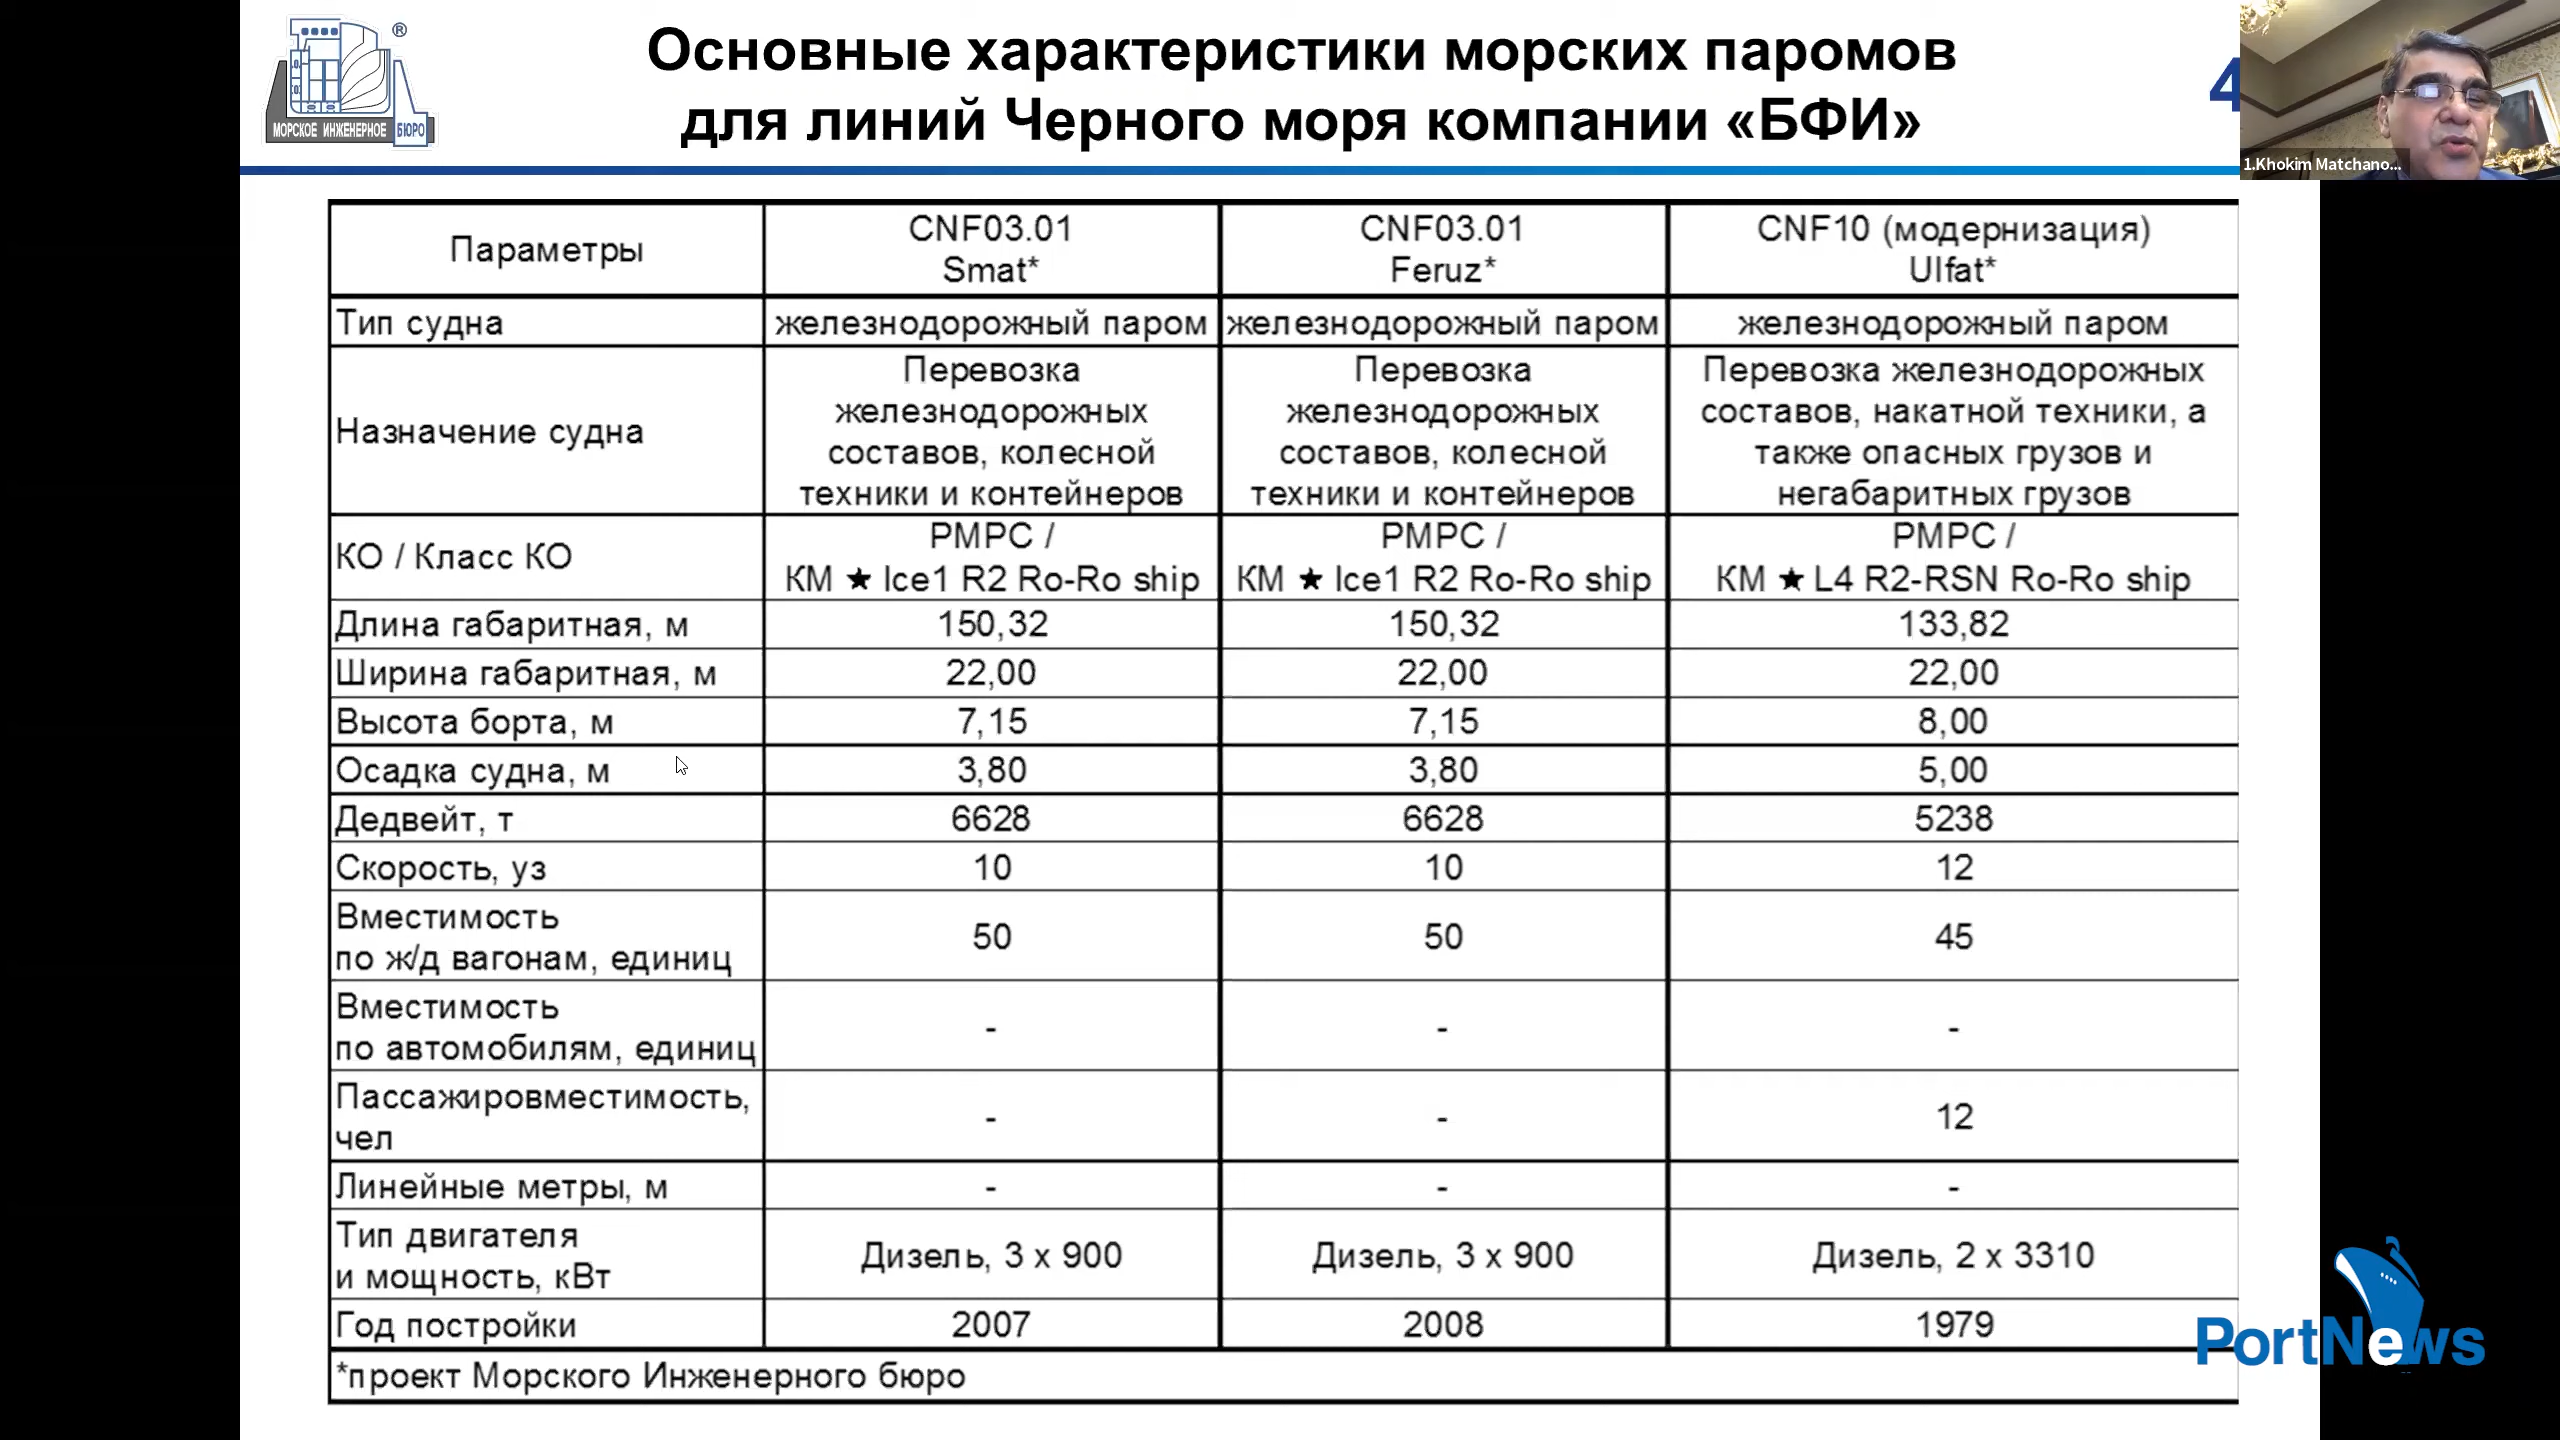 МОРСКОЕ ИНЖЕНЕРНОЕ БЮРО
®
Основные характеристики морских паромов
для линий Черного моря компании «БФИ»
4
1.Khokim Matchano...
Параметры
CNF03.01
Smat*
CNF03.01
Feruz*
CNF10 (модернизация)
Ulfat*
Тип судна
железнодорожный паром
железнодорожный паром
железнодорожный паром
Назначение судна
Перевозка
железнодорожных
составов, колесной
техники и контейнеров
Перевозка
железнодорожных
составов, колесной
техники и контейнеров
Перевозка железнодорожных
составов, накатной техники, а
также опасных грузов и
негабаритных грузов
КО / Класс КО
РМРС /
КМ ★ Ice1 R2 Ro-Ro ship
РМРС /
КМ ★ Ice1 R2 Ro-Ro ship
РМРС /
КМ ★ L4 R2-RSN Ro-Ro ship
Длина габаритная, м
150,32
150,32
133,82
Ширина габаритная, м
22,00
22,00
22,00
Высота борта, м
7,15
7,15
8,00
Осадка судна, м
3,80
3,80
5,00
Дедвейт, т
6628
6628
5238
Скорость, уз
10
10
12
Вместимость
по ж/д вагонам, единиц
50
50
45
Вместимость
по автомобилям, единиц
-
-
-
Пассажировместимость,
чел
-
-
12
Линейные метры, м
-
-
-
Тип двигателя
и мощность, кВт
Дизель, 3 х 900
Дизель, 3 х 900
Дизель, 2 х 3310
Год постройки
2007
2008
1979
*проект Морского Инженерного бюро
PortNews